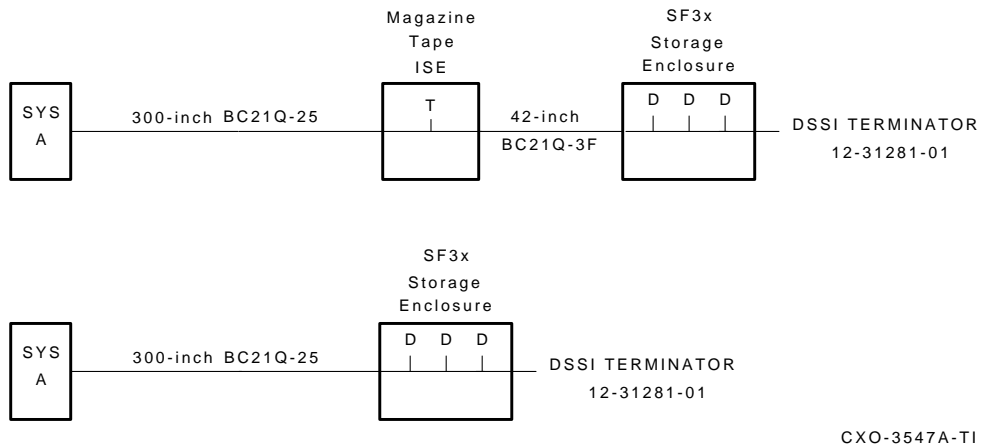 Magazine
Tape
ISE
SF3x
Storage
Enclosure
SYS
A
300-inch BC21Q-25
T
42-inch
BC21Q-3F
D D D
DSSI TERMINATOR
12-31281-01
SF3x
Storage
Enclosure
SYS
A
300-inch BC21Q-25
D D D
DSSI TERMINATOR
12-31281-01
CXO-3547A-TI